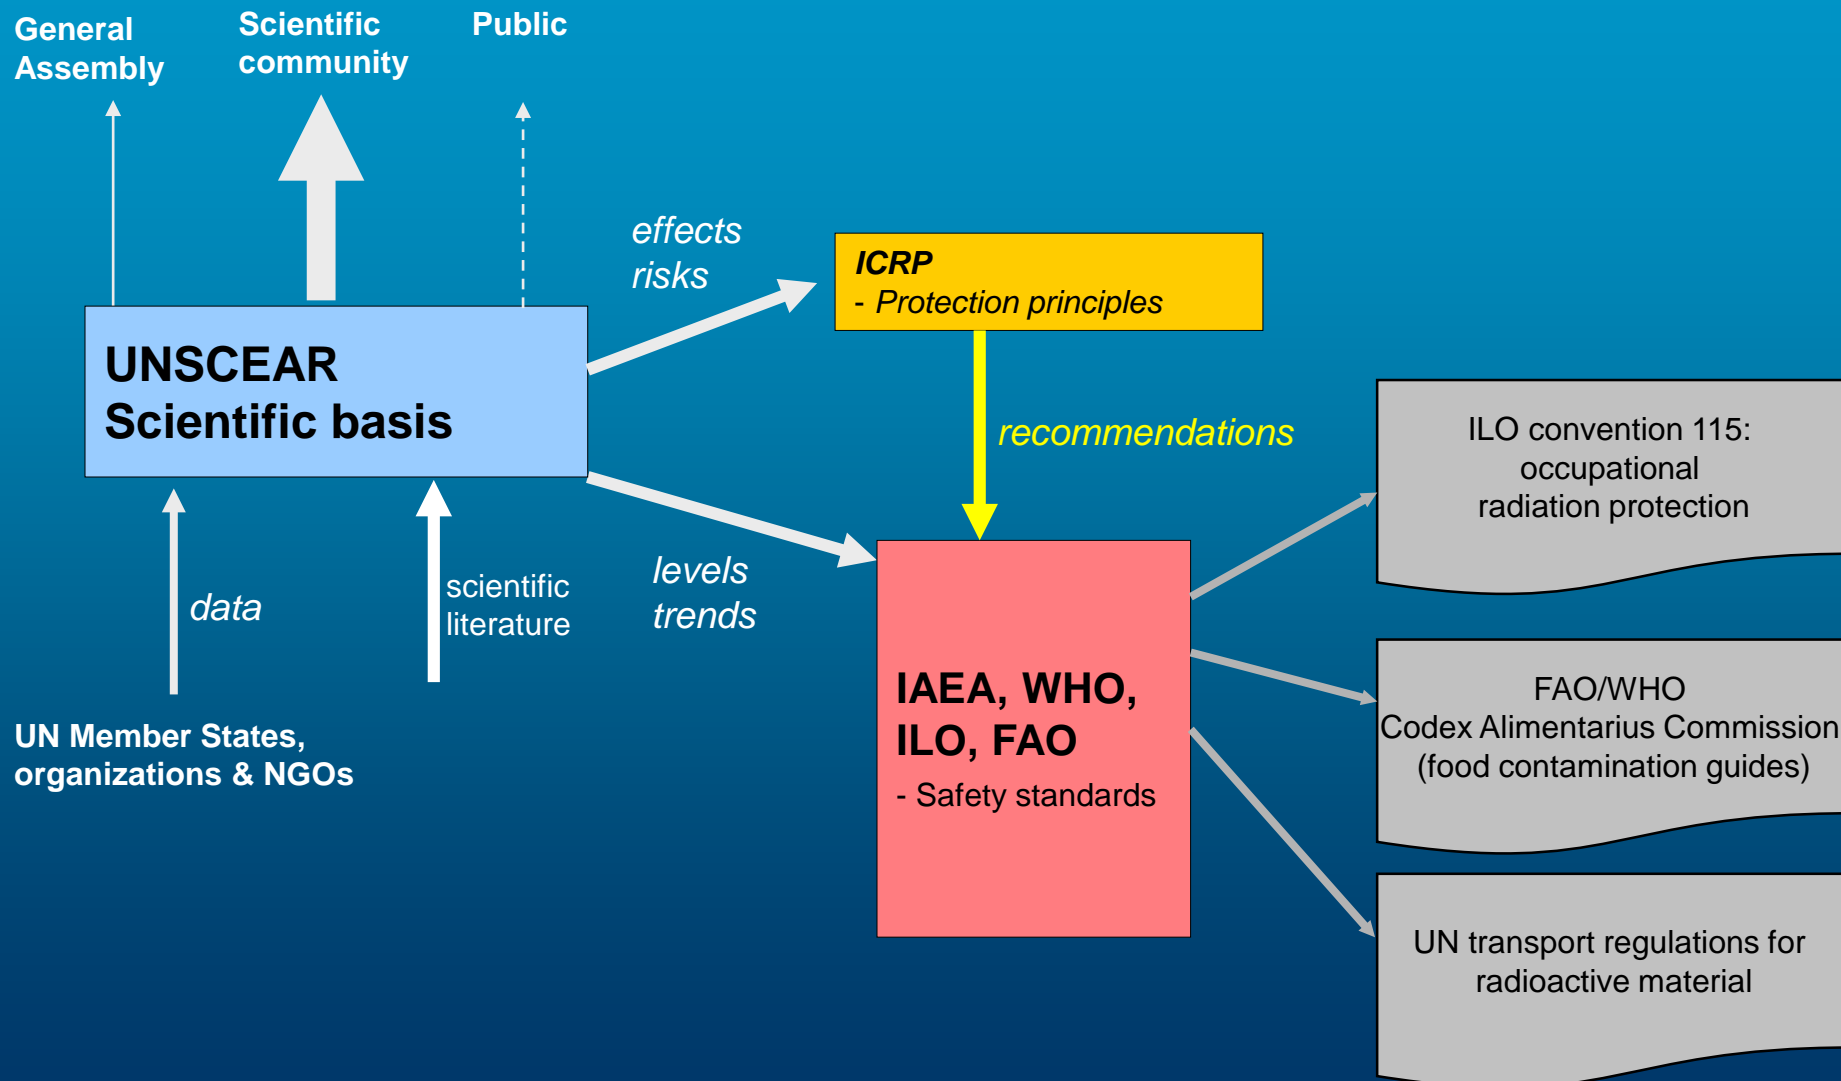 General
Assembly
Scientific
community
Public
effects
risks
ICRP
- Protection principles
UNSCEAR
Scientific basis
recommendations
ILO convention 115:
occupational
radiation protection
data
scientific
literature
levels
trends
UN Member States,
organizations & NGOs
IAEA, WHO,
ILO, FAO
- Safety standards
FAO/WHO
Codex Alimentarius Commission
(food contamination guides)
UN transport regulations for
radioactive material